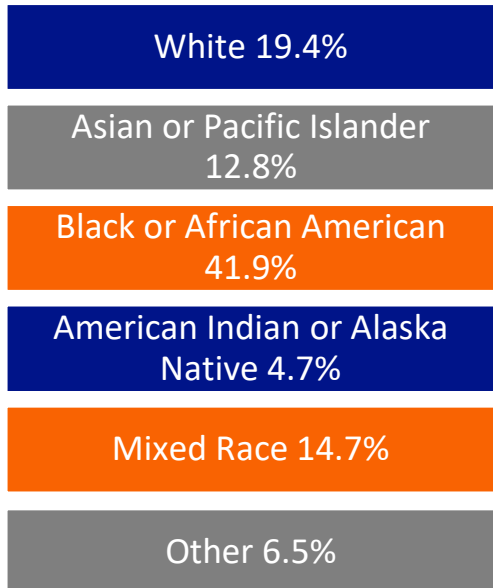 White 19.4%
Asian or Pacific Islander
12.8%
Black or African American
41.9%
American Indian or Alaska
Native 4.7%
Mixed Race 14.7%
Other 6.5%